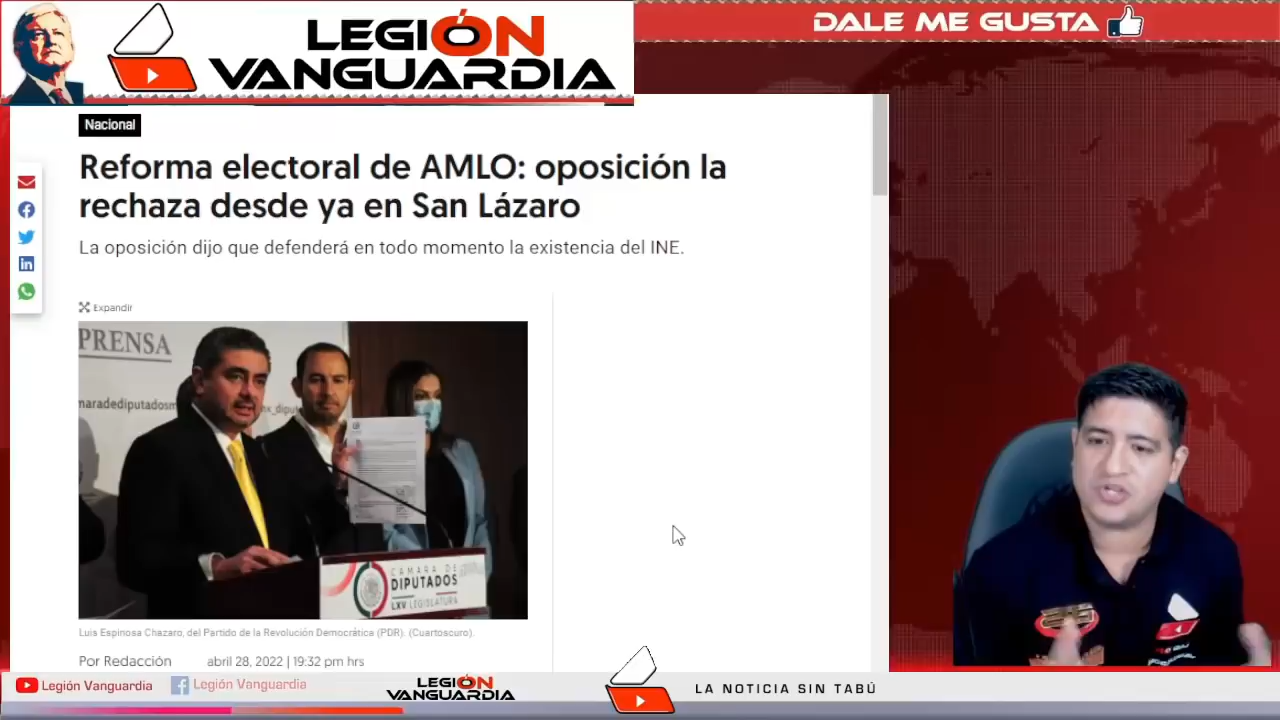 LEGIÓN
VANGUARDIA
DALE ME GUSTA
Nacional
Reforma electoral de AMLO: oposición la
rechaza desde ya en San Lázaro
La oposición dijo que defenderá en todo momento la existencia del INE.
Expandir
PRENSA
CÁMARA DE
DIPUTADOS
LXV LEGISLATURA
Luis Espinosa Chazaro, del Partido de la Revolución Democrática (PDR). (Cuartoscuro).
Por Redacción abril 28, 2022 | 19:32 pm hrs
Legión Vanguardia
Legión Vanguardia
LEGIÓN
VANGUARDIA
LA NOTICIA SIN TABÚ